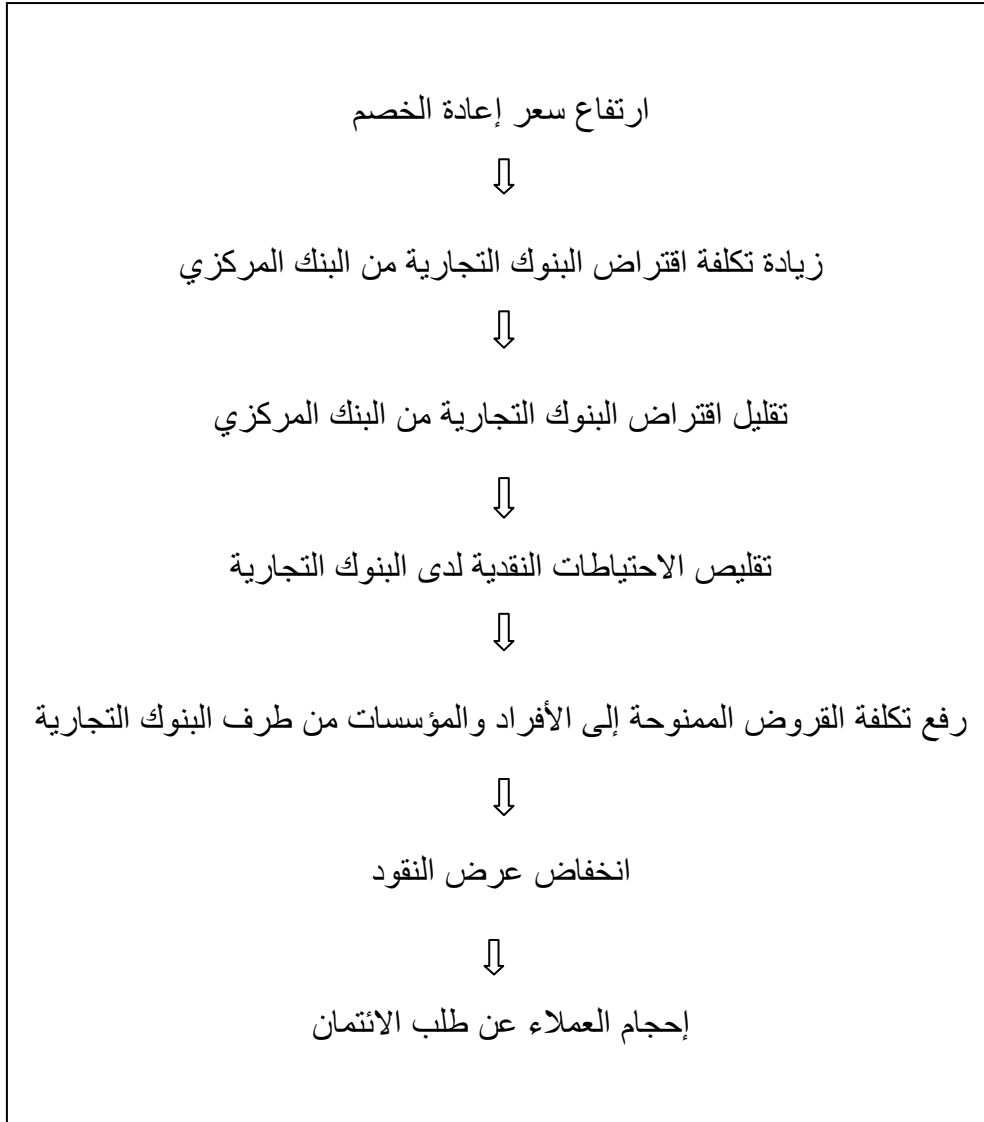 ارتفاع سعر إعادة الخصم
⇩
زيادة تكلفة اقتراض البنوك التجارية من البنك المركزي
⇩
تقليل اقتراض البنوك التجارية من البنك المركزي
⇩
تقليص الاحتياطات النقدية لدى البنوك التجارية
⇩
رفع تكلفة القروض الممنوحة إلى الأفراد والمؤسسات من طرف البنوك التجارية
⇩
انخفاض عرض النقود
⇩
إحجام العملاء عن طلب الائتمان